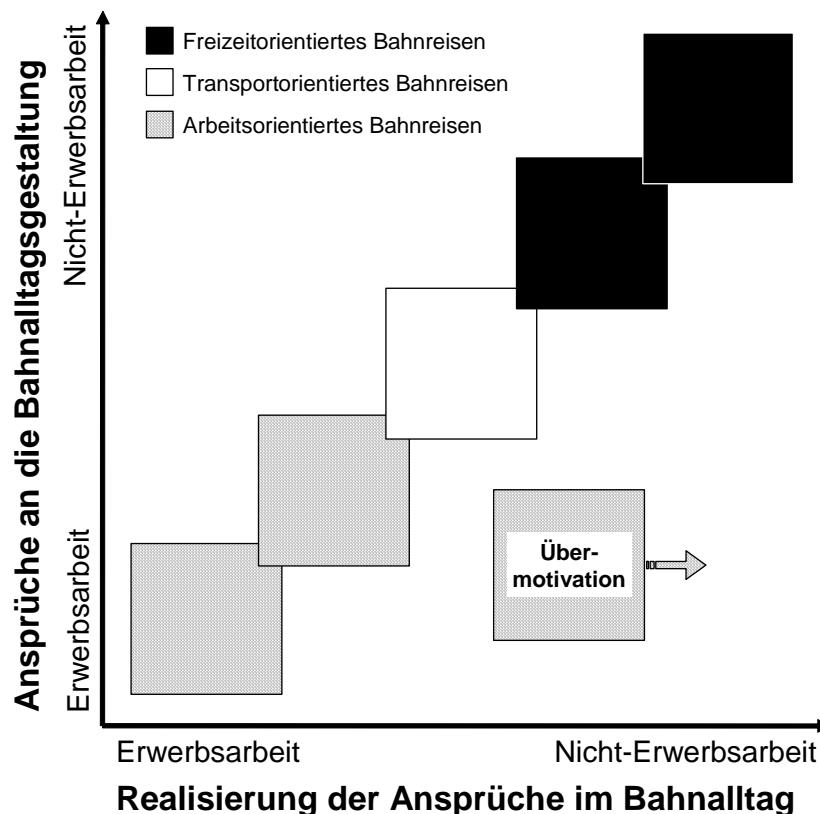 Freizeitorientiertes Bahnreisen
Transportorientiertes Bahnreisen
Arbeitsorientiertes Bahnreisen
Ansprüche an die Bahnalltagsgestaltung
Nicht-Erwerbsarbeit
Erwerbsarbeit
Über-
motivation
Erwerbsarbeit
Nicht-Erwerbsarbeit
Realisierung der Ansprüche im Bahnalltag